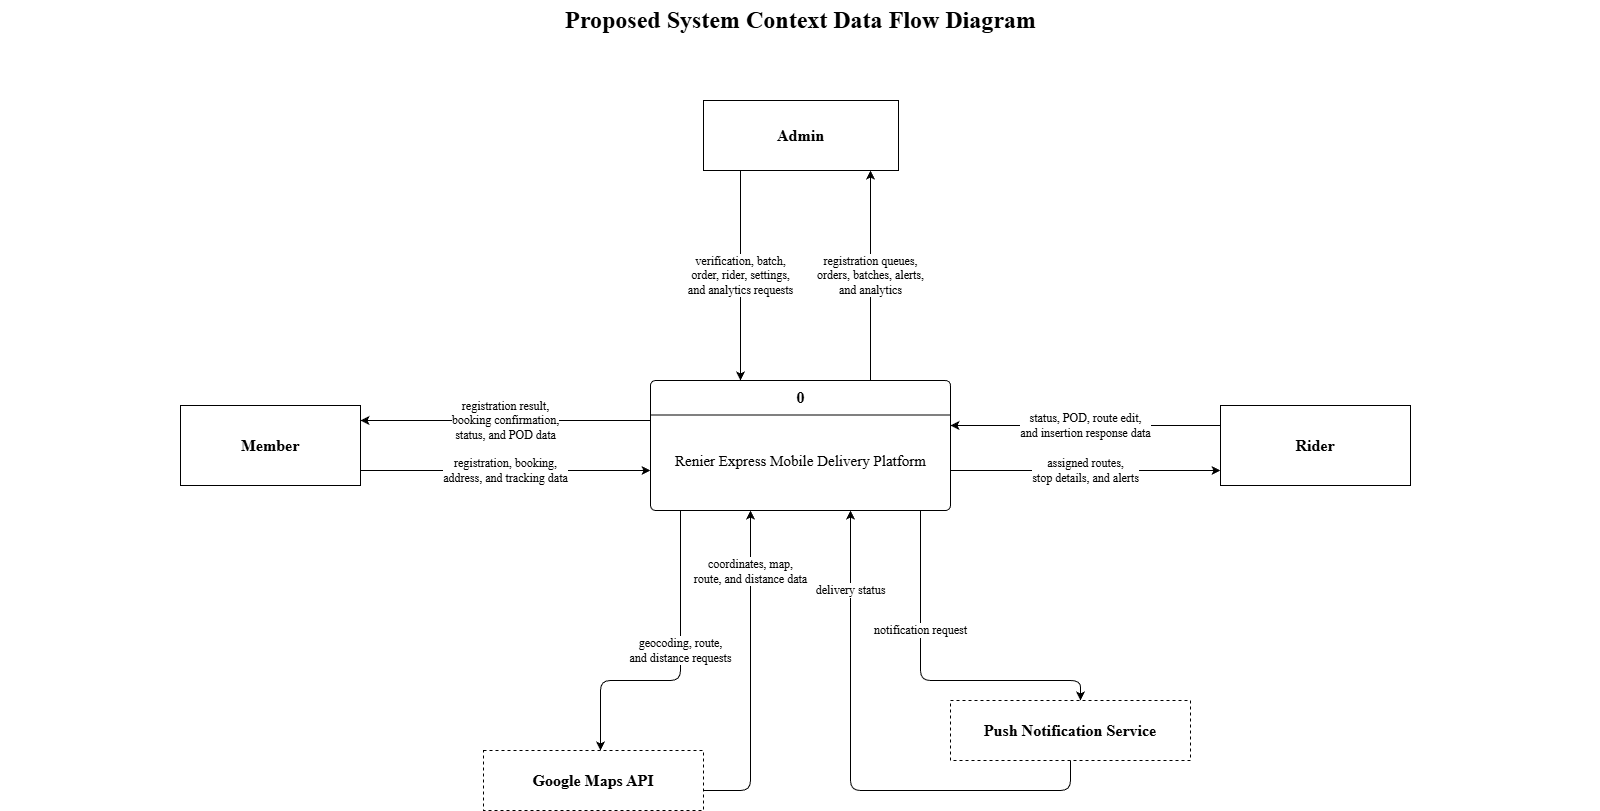 Proposed System Context Data Flow Diagram
Admin
verification, batch,
order, rider, settings,
and analytics requests
registration queues,
orders, batches, alerts,
and analytics
0
Renier Express Mobile Delivery Platform
Member
registration result,
booking confirmation,
status, and POD data
registration, booking,
address, and tracking data
status, POD, route edit,
and insertion response data
assigned routes,
stop details, and alerts
Rider
coordinates, map,
route, and distance data
delivery status
notification request
geocoding, route,
and distance requests
Push Notification Service
Google Maps API